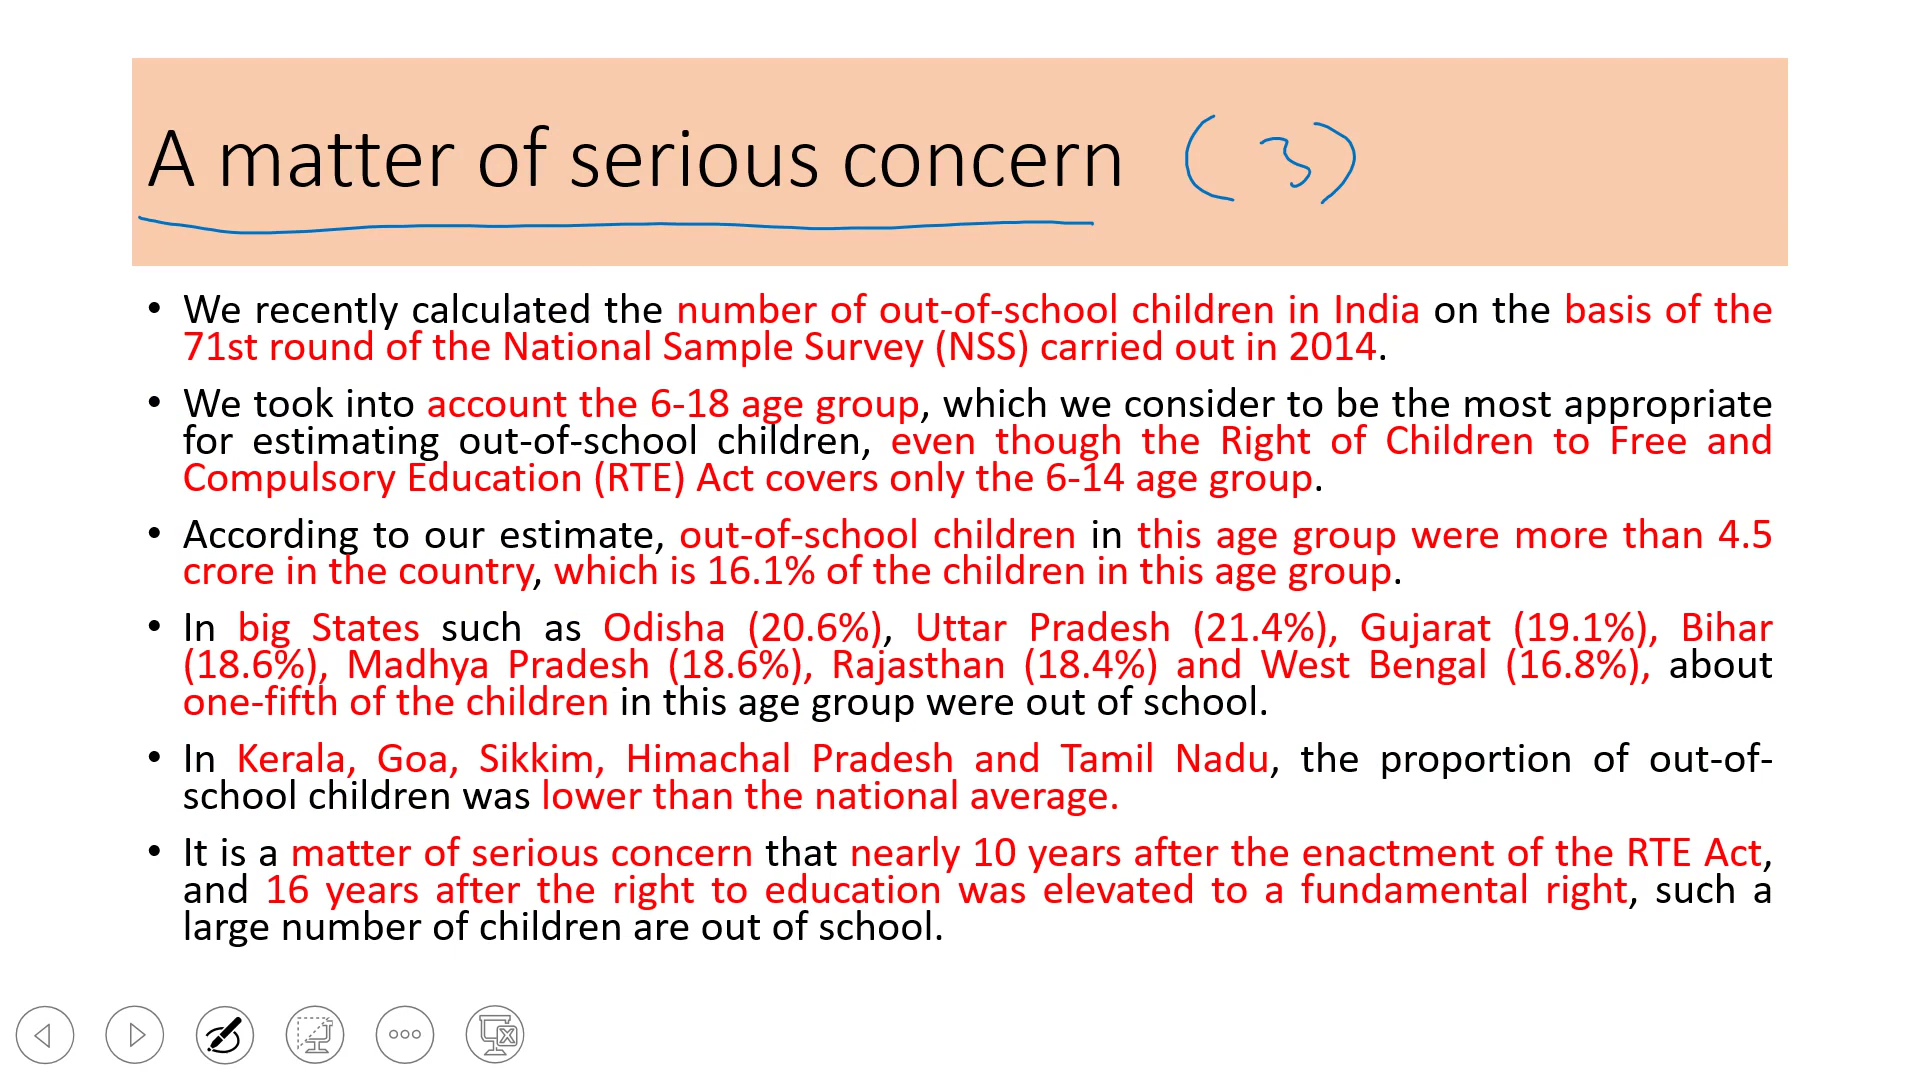 A matter of serious concern (3)
• We recently calculated the number of out-of-school children in India on the basis of the
71st round of the National Sample Survey (NSS) carried out in 2014.
• We took into account the 6-18 age group, which we consider to be the most appropriate
for estimating out-of-school children, even though the Right of Children to Free and
Compulsory Education (RTE) Act covers only the 6-14 age group.
• According to our estimate, out-of-school children in this age group were more than 4.5
crore in the country, which is 16.1% of the children in this age group.
• In big States such as Odisha (20.6%), Uttar Pradesh (21.4%), Gujarat (19.1%), Bihar
(18.6%), Madhya Pradesh (18.6%), Rajasthan (18.4%) and West Bengal (16.8%), about
one-fifth of the children in this age group were out of school.
• In Kerala, Goa, Sikkim, Himachal Pradesh and Tamil Nadu, the proportion of out-of-
school children was lower than the national average.
• It is a matter of serious concern that nearly 10 years after the enactment of the RTE Act,
and 16 years after the right to education was elevated to a fundamental right, such a
large number of children are out of school.